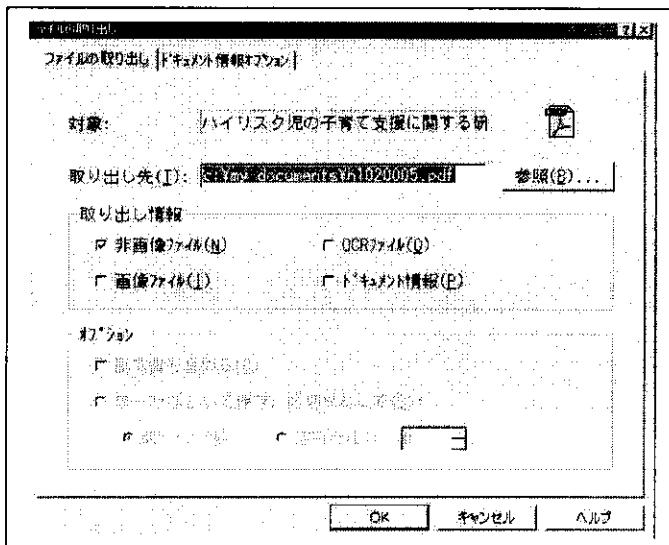 ファイルの取り出し
ファイルの取り出し ドキュメント情報オプション
対象: ハイリスク児の子育て支援に関する研
取り出し先(I): c:\my documents\h1020005.pdf 参照(B)...
取り出し情報
非画像ファイル(N) OCRファイル(O)
画像ファイル(I) ドキュメント情報(P)
オプション
OK キャンセル ヘルプ